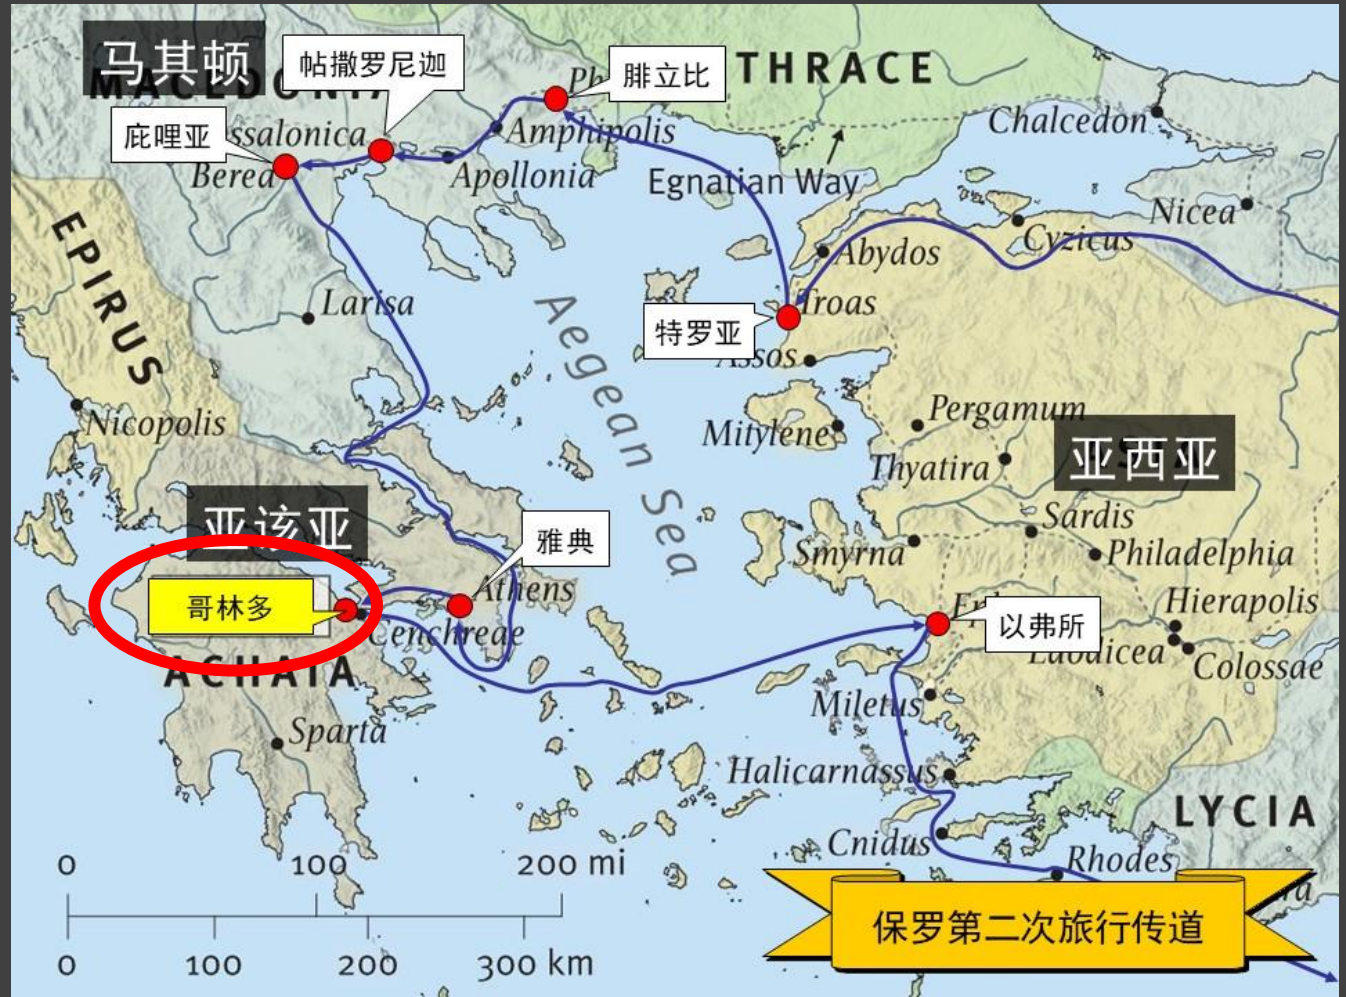 马其顿
MACEDONIA
帖撒罗尼迦
腓立比
THRACE
庇哩亚
ssalonica
Amphipolis
Chalcedon
Berea
Apollonia
Egnatian Way
Nicea
EPIRUS
Abydos
Cyzicus
Larisa
特罗亚
Troas
Assos
Aegean Sea
Nicopolis
Mitylene
Pergamum
Thyatira
亚西亚
亚该亚
雅典
Sardis
Smyrna
Philadelphia
哥林多
Athens
Cenchreae
Hierapolis
以弗所
Laodicea
Colossae
ACHAIA
Miletus
Sparta
Halicarnassus
LYCIA
Cnidus
Rhodes
0 100 200 mi
0 100 200 300 km
保罗第二次旅行传道